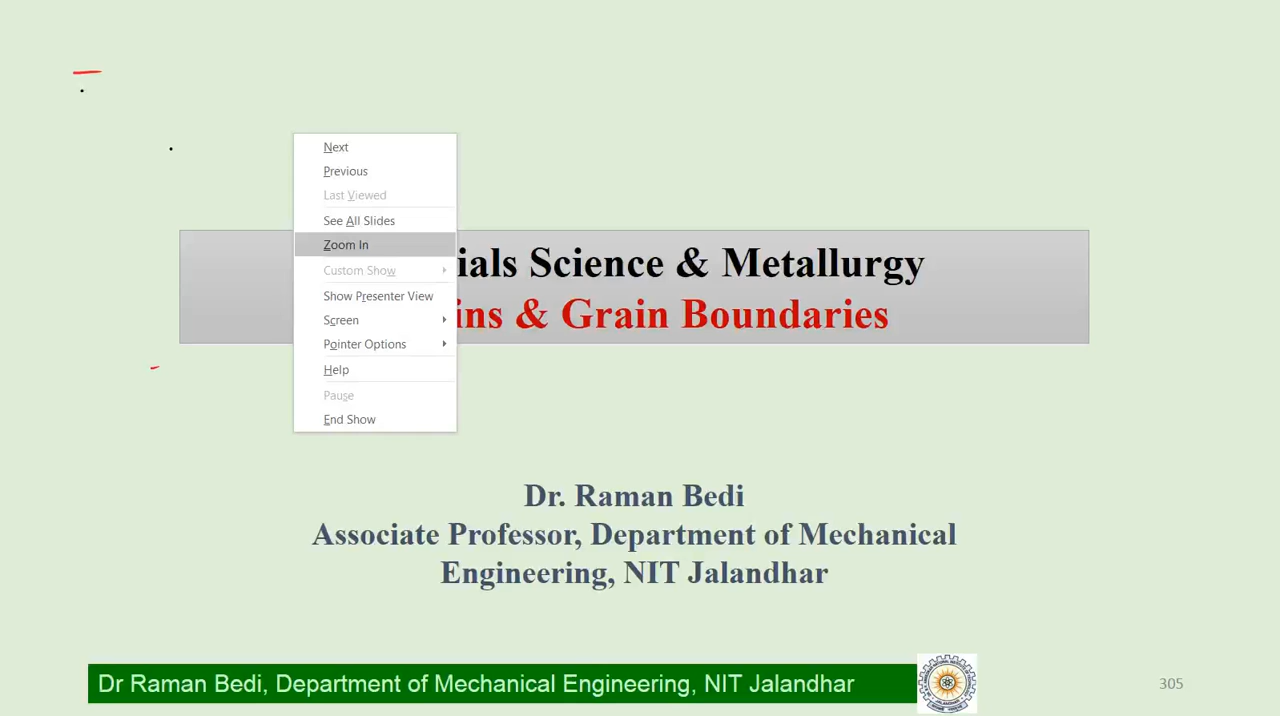 Next
Previous
Last Viewed
See All Slides
Zoom In
Custom Show
Show Presenter View
Screen
Pointer Options
Help
Pause
End Show
ials Science & Metallurgy
ins & Grain Boundaries
Dr. Raman Bedi
Associate Professor, Department of Mechanical
Engineering, NIT Jalandhar
Dr Raman Bedi, Department of Mechanical Engineering, NIT Jalandhar
305